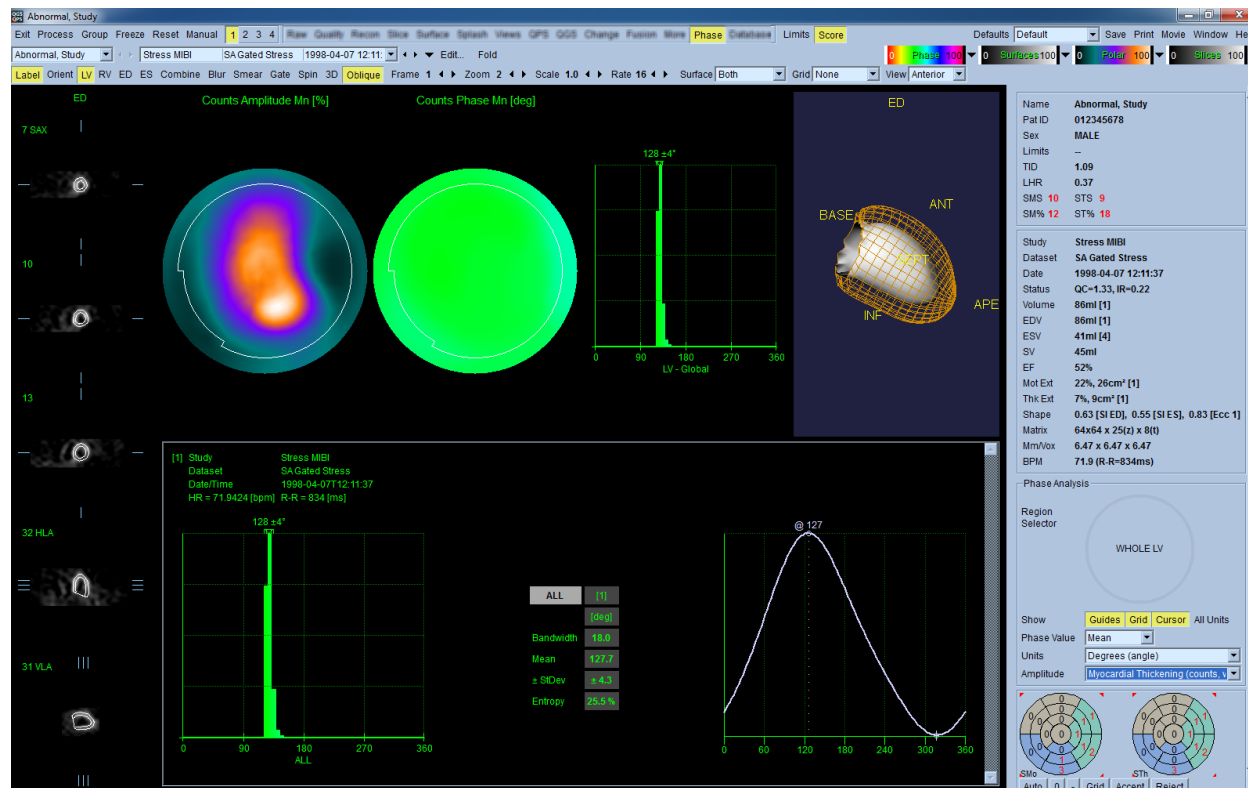 Abnormal, Study
Exit Process Group Freeze Reset Manual 1 2 3 4 Raw Quality Recon Slice Surface Splash Views QPS QGS Change Fusion More Phase Database Limits Score Defaults Default Save Print Movie Window He
Abnormal, Study Stress MIBI SA Gated Stress 1998-04-07 12:11: Edit... Fold 0 Phase 100 0 Surfaces 100 0 Polar 100 0 Slices 100
Label Orient LV RV ED ES Combine Blur Smear Gate Spin 3D Oblique Frame 1 Zoom 2 Scale 1.0 Rate 16 Surface Both Grid None View Anterior
ED
7 SAX
10
13
32 HLA
31 VLA
Counts Amplitude Mn [%]
Counts Phase Mn [deg]
128 ±4°
0 90 180 270 360
LV - Global
ED
BASE
ANT
SEPT
INF
APE
[1] Study Stress MIBI
Dataset SA Gated Stress
Date/Time 1998-04-07T12:11:37
HR = 71.9424 [bpm] R-R = 834 [ms]
128 ±4°
0 90 180 270 360
ALL
ALL [1]
[deg]
Bandwidth 18.0
Mean 127.7
± StDev ± 4.3
Entropy 25.5 %
@ 127
0 60 120 180 240 300 360
Name Abnormal, Study
Pat ID 012345678
Sex MALE
Limits --
TID 1.09
LHR 0.37
SMS 10 STS 9
SM% 12 ST% 18
Study Stress MIBI
Dataset SA Gated Stress
Date 1998-04-07 12:11:37
Status QC=1.33, IR=0.22
Volume 86ml [1]
EDV 86ml [1]
ESV 41ml [4]
SV 45ml
EF 52%
Mot Ext 22%, 26cm² [1]
Thk Ext 7%, 9cm² [1]
Shape 0.63 [SI ED], 0.55 [SI ES], 0.83 [Ecc 1]
Matrix 64x64 x 25(z) x 8(t)
Mm/Vox 6.47 x 6.47 x 6.47
BPM 71.9 (R-R=834ms)
Phase Analysis
Region
Selector
WHOLE LV
Show Guides Grid Cursor All Units
Phase Value Mean
Units Degrees (angle)
Amplitude Myocardial Thickening (counts, v
SMo
STh
Auto 0 - Grid Accept Reject